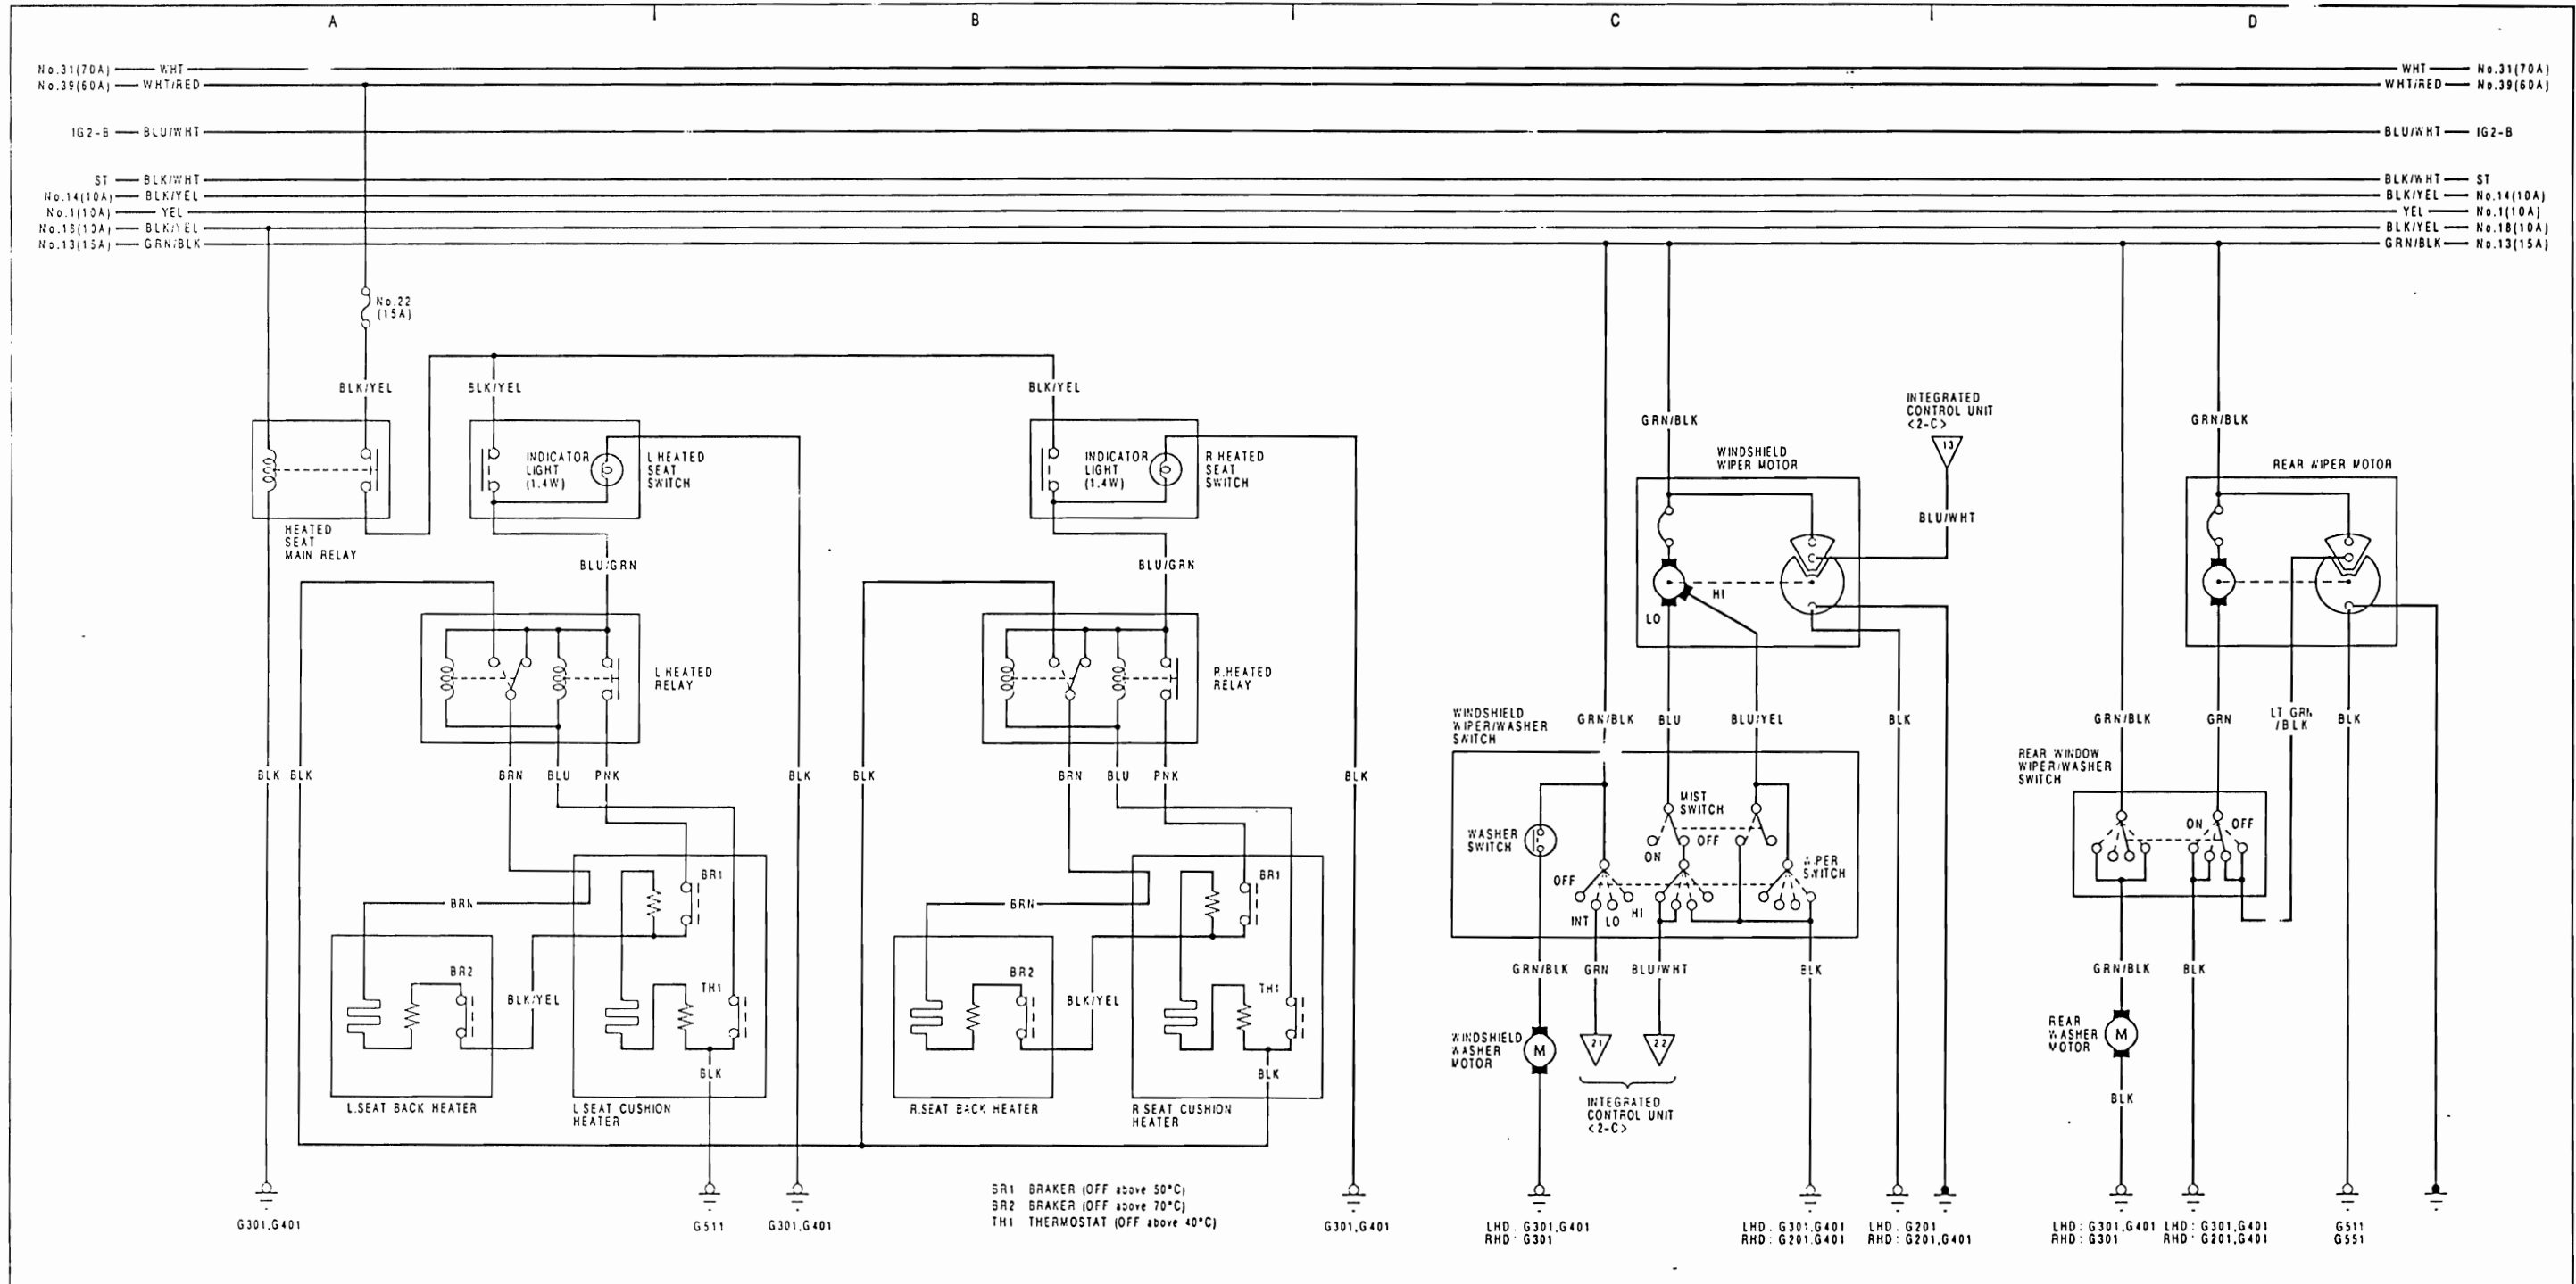 A
B
C
D
No.31(70A) WHT
WHT No.31(70A)
No.39(60A) WHT/RED
WHT/RED No.39(60A)
IG2-B BLU/WHT
BLU/WHT IG2-B
ST BLK/WHT
BLK/WHT ST
No.14(10A) BLK/YEL
BLK/YEL No.14(10A)
No.1(10A) YEL
YEL No.1(10A)
No.18(10A) BLK/YEL
BLK/YEL No.18(10A)
No.13(15A) GRN/BLK
GRN/BLK No.13(15A)
No.22
(15A)
BLK/YEL
BLK/YEL
BLK/YEL
HEATED
SEAT
MAIN RELAY
INDICATOR
LIGHT
(1.4W)
L HEATED
SEAT
SWITCH
INDICATOR
LIGHT
(1.4W)
R HEATED
SEAT
SWITCH
BLU/GRN
BLU/GRN
L HEATED
RELAY
R.HEATED
RELAY
BLK
BLK
BRN
BLU
PNK
BLK
BLK
BRN
BLU
PNK
BLK
BR1
BRN
BR2
BLK/YEL
TH1
BLK
L.SEAT BACK HEATER
L SEAT CUSHION
HEATER
BR1
BRN
BR2
BLK/YEL
TH1
BLK
R.SEAT BACK HEATER
R SEAT CUSHION
HEATER
G301,G401
G511
G301,G401
BR1 BRAKER (OFF above 50°C)
BR2 BRAKER (OFF above 70°C)
TH1 THERMOSTAT (OFF above 40°C)
G301,G401
GRN/BLK
WINDSHIELD
WIPER MOTOR
INTEGRATED
CONTROL UNIT
<2-C>
13
BLU/WHT
HI
LO
GRN/BLK
REAR WIPER MOTOR
WINDSHIELD
WIPER/WASHER
SWITCH
GRN/BLK
BLU
BLU/YEL
BLK
MIST
SWITCH
WASHER
SWITCH
ON
OFF
WIPER
SWITCH
OFF
INT
LO
HI
GRN/BLK
GRN
BLU/WHT
BLK
WINDSHIELD
WASHER
MOTOR
M
21
22
INTEGRATED
CONTROL UNIT
<2-C>
LHD : G301,G401
RHD : G301
LHD : G301,G401
RHD : G201,G401
LHD : G201
RHD : G201,G401
GRN/BLK
GRN
LT GRN
/BLK
BLK
REAR WINDOW
WIPER/WASHER
SWITCH
ON
OFF
GRN/BLK
BLK
REAR
WASHER
MOTOR
M
BLK
LHD : G301,G401
RHD : G301
LHD : G301,G401
RHD : G201,G401
G511
G551